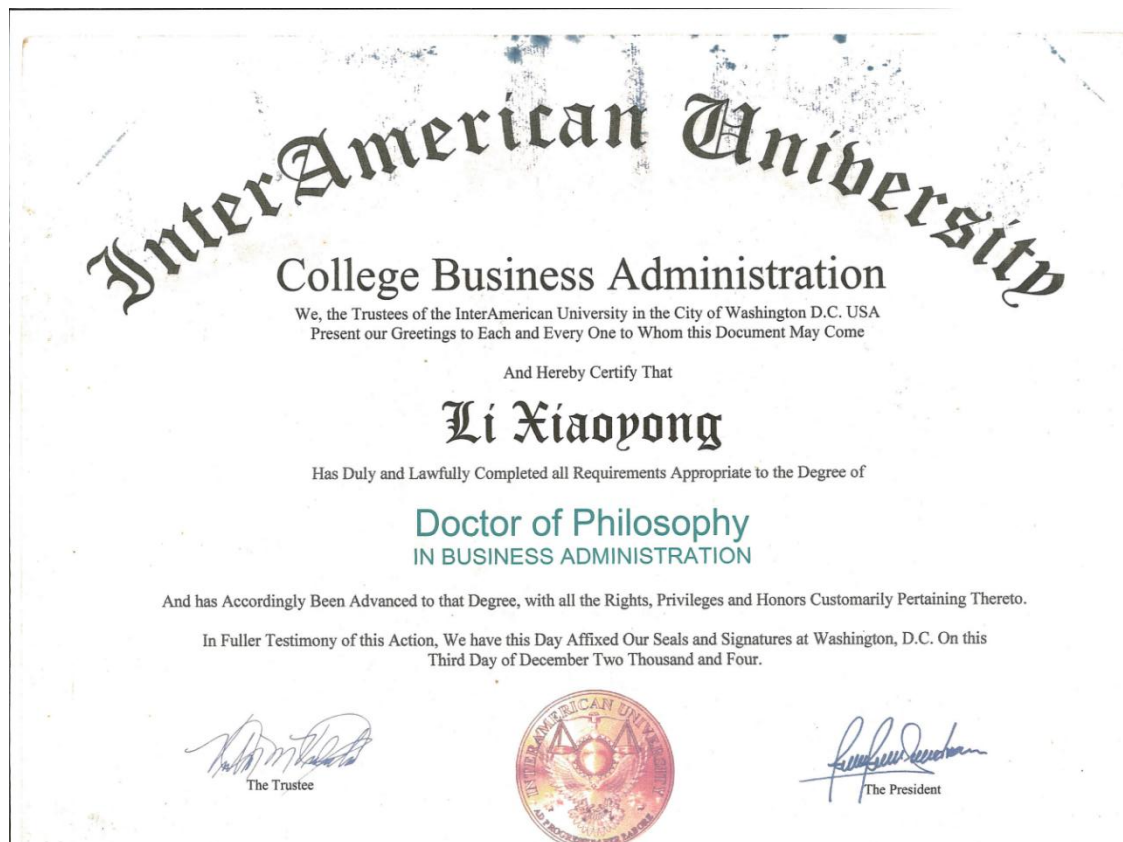 InterAmerican University
College Business Administration
We, the Trustees of the InterAmerican University in the City of Washington D.C. USA
Present our Greetings to Each and Every One to Whom this Document May Come
And Hereby Certify That
Li Xiaoyong
Has Duly and Lawfully Completed all Requirements Appropriate to the Degree of
Doctor of Philosophy
IN BUSINESS ADMINISTRATION
And has Accordingly Been Advanced to that Degree, with all the Rights, Privileges and Honors Customarily Pertaining Thereto.
In Fuller Testimony of this Action, We have this Day Affixed Our Seals and Signatures at Washington, D.C. On this
Third Day of December Two Thousand and Four.
The Trustee
INTERAMERICAN UNIVERSITY
The President